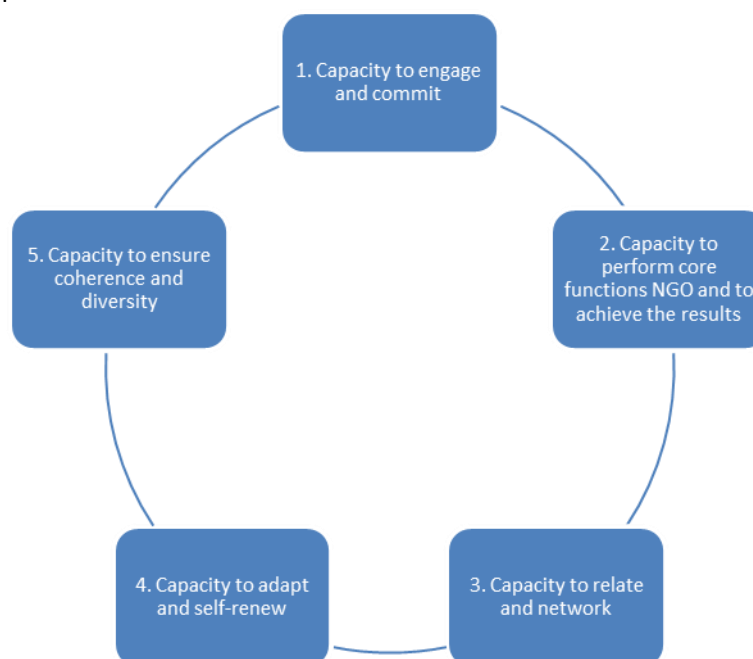 1. Capacity to engage
and commit
2. Capacity to
perform core
functions NGO and to
achieve the results
3. Capacity to relate
and network
4. Capacity to adapt
and self-renew
5. Capacity to ensure
coherence and
diversity